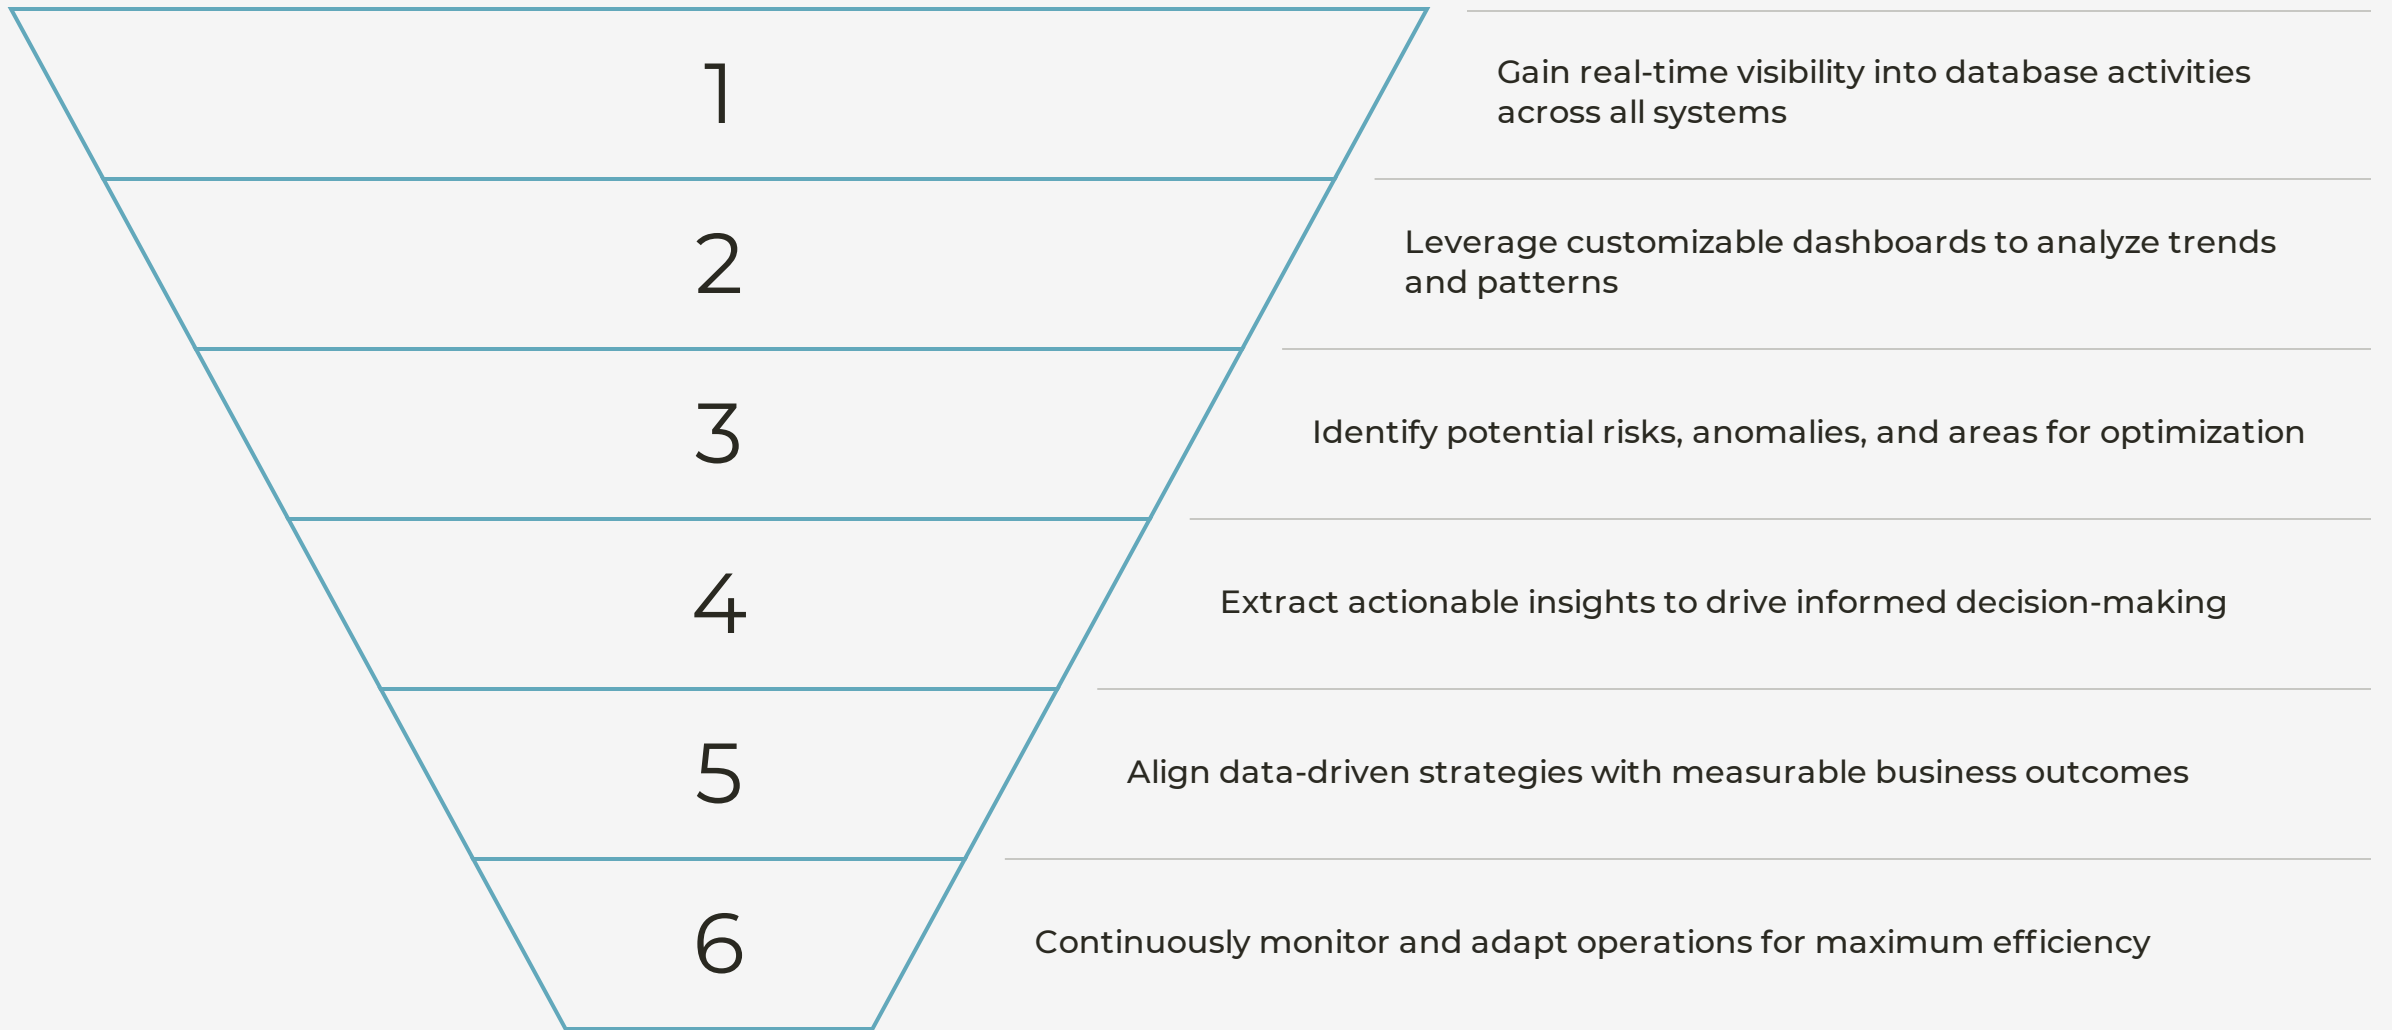 1
Gain real-time visibility into database activities
across all systems
2
Leverage customizable dashboards to analyze trends
and patterns
3
Identify potential risks, anomalies, and areas for optimization
4
Extract actionable insights to drive informed decision-making
5
Align data-driven strategies with measurable business outcomes
6
Continuously monitor and adapt operations for maximum efficiency